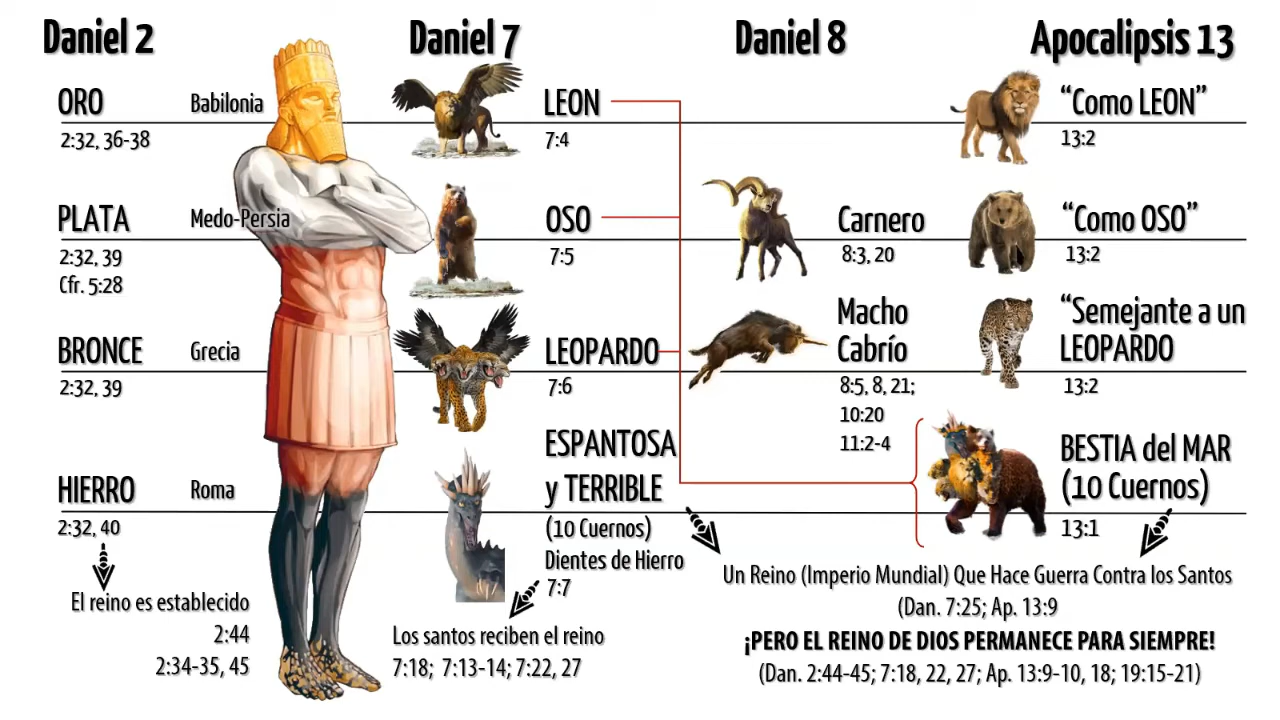 Daniel 2
Daniel 7
Daniel 8
Apocalipsis 13
ORO
Babilonia
LEON
"Como LEON"
2:32, 36-38
7:4
13:2
PLATA
Medo-Persia
OSO
Carnero
"Como OSO"
2:32, 39
7:5
8:3, 20
13:2
Cfr. 5:28
BRONCE
Grecia
LEOPARDO
Macho
Cabrío
"Semejante a un
LEOPARDO
2:32, 39
7:6
8:5, 8, 21;
10:20
11:2-4
13:2
HIERRO
Roma
ESPANTOSA
y TERRIBLE
BESTIA del MAR
(10 Cuernos)
2:32, 40
(10 Cuernos)
13:1
Dientes de Hierro
7:7
El reino es establecido
2:44
2:34-35, 45
Los santos reciben el reino
7:18; 7:13-14; 7:22, 27
Un Reino (Imperio Mundial) Que Hace Guerra Contra los Santos
(Dan. 7:25; Ap. 13:9
¡PERO EL REINO DE DIOS PERMANECE PARA SIEMPRE!
(Dan. 2:44-45; 7:18, 22, 27; Ap. 13:9-10, 18; 19:15-21)